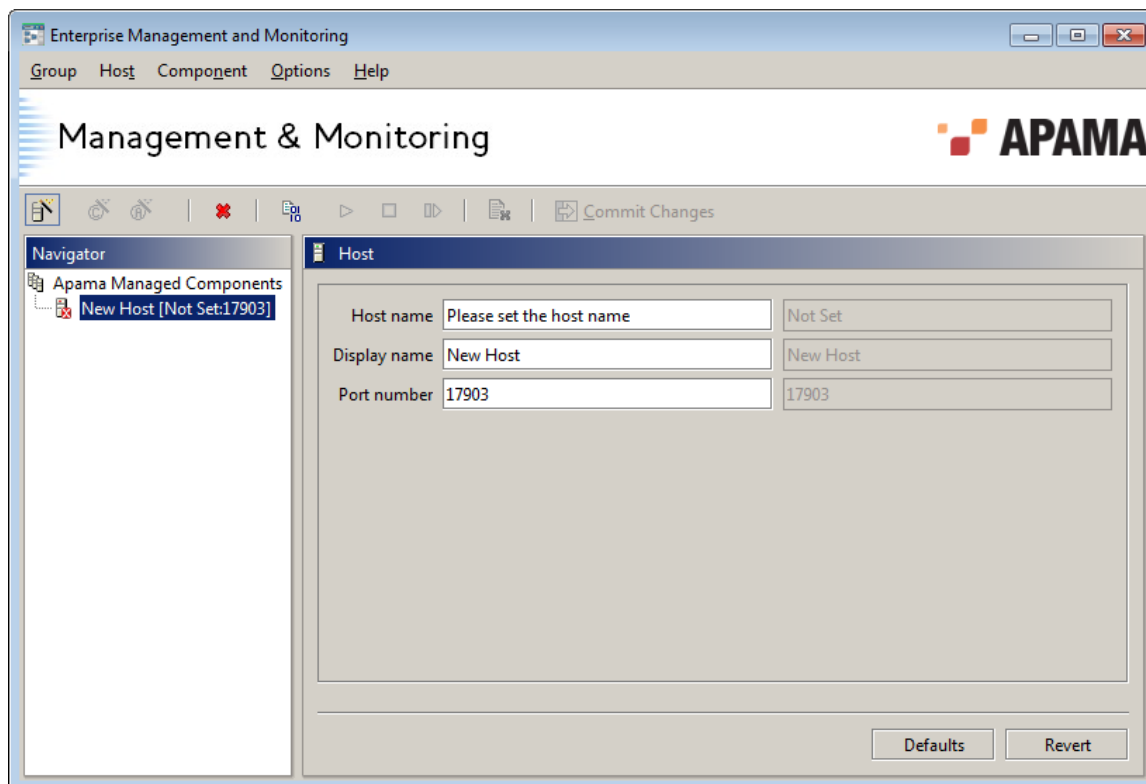 Enterprise Management and Monitoring
Group Host Component Options Help
Management & Monitoring
APAMA
Commit Changes
Navigator
Apama Managed Components
New Host [Not Set:17903]
Host
Host name Please set the host name Not Set
Display name New Host New Host
Port number 17903 17903
Defaults Revert